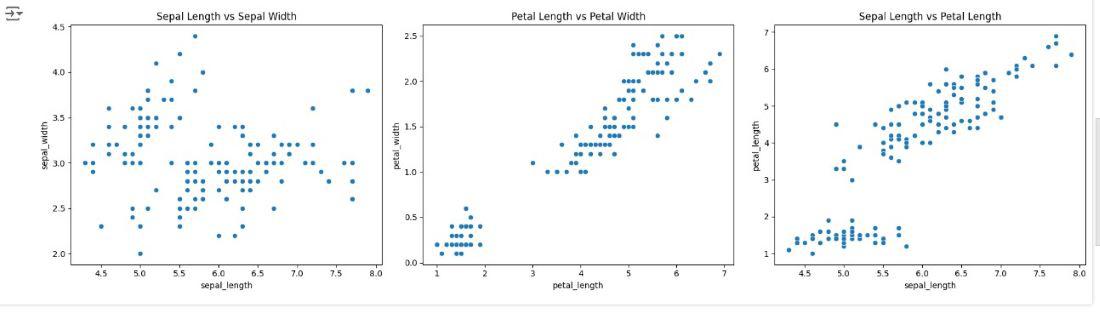 Sepal Length vs Sepal Width
4.5
4.0
3.5
3.0
2.5
2.0
sepal_width
4.5 5.0 5.5 6.0 6.5 7.0 7.5 8.0
sepal_length
Petal Length vs Petal Width
2.5
2.0
1.5
1.0
0.5
0.0
petal_width
1 2 3 4 5 6 7
petal_length
Sepal Length vs Petal Length
7
6
5
4
3
2
1
petal_length
4.5 5.0 5.5 6.0 6.5 7.0 7.5 8.0
sepal_length